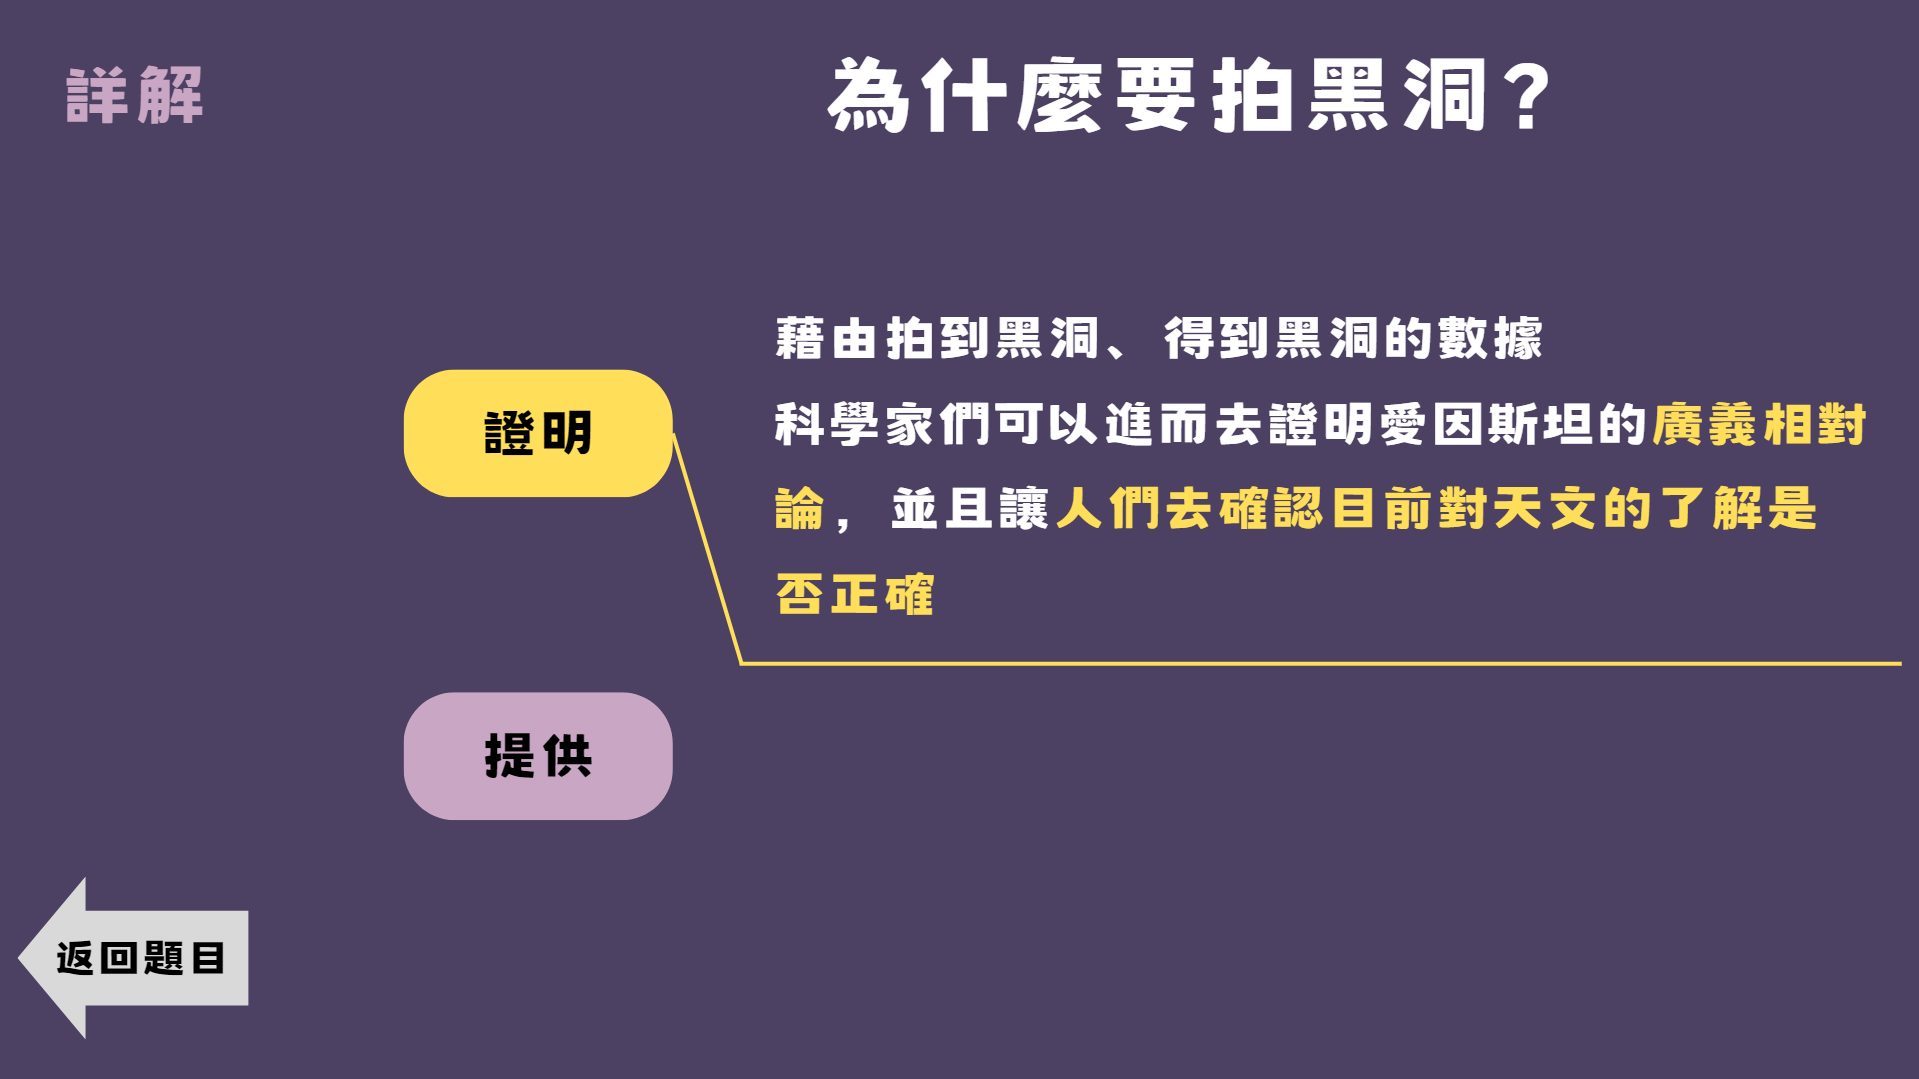 詳解
為什麼要拍黑洞?
藉由拍到黑洞、得到黑洞的數據
科學家們可以進而去證明愛因斯坦的廣義相對
論，並且讓人們去確認目前對天文的了解是
否正確
證明
提供
返回題目